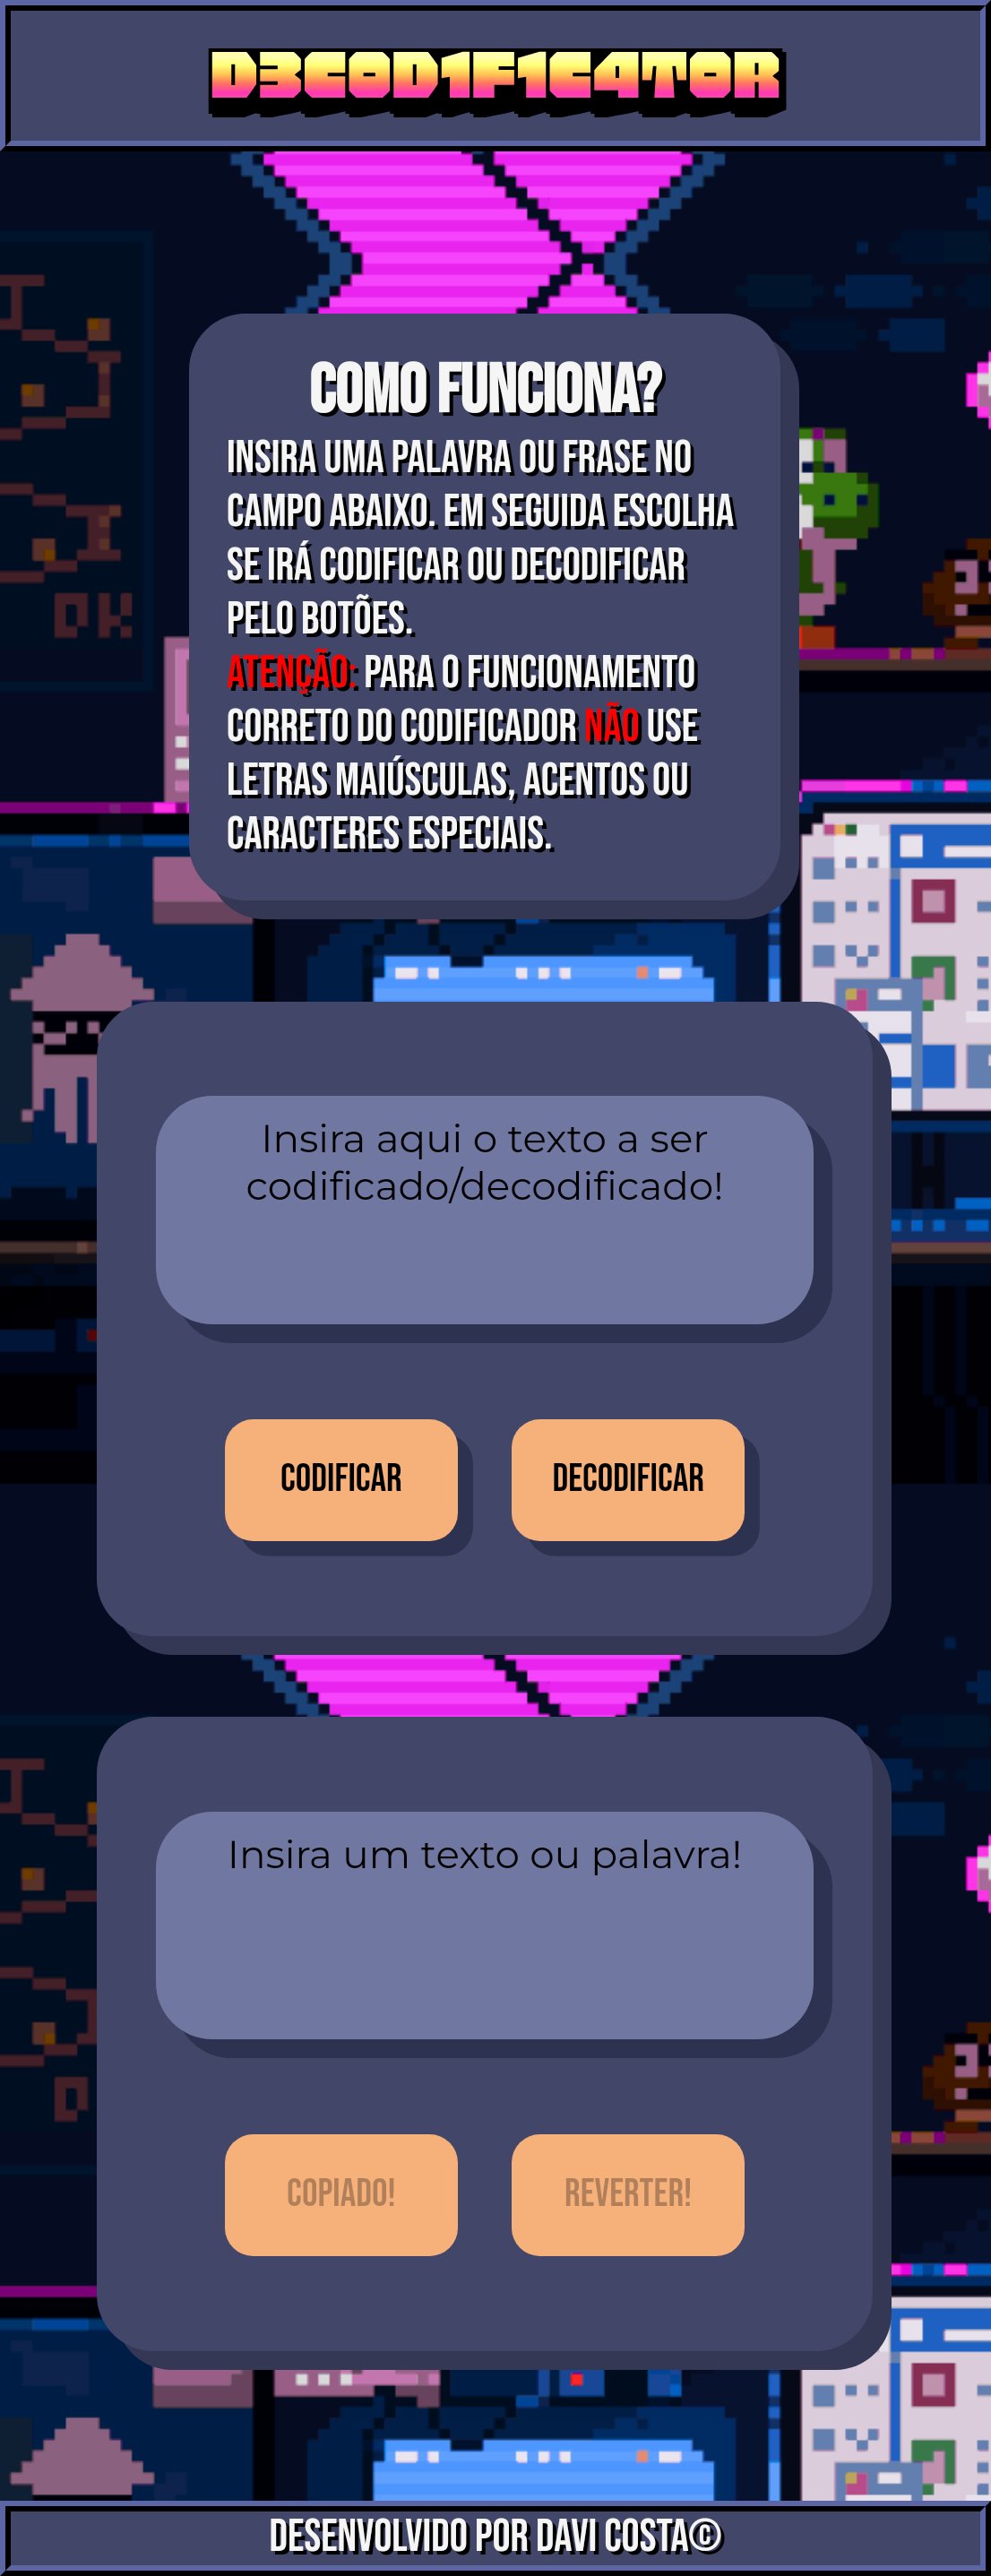 D3COD1F1C4TOR
COMO FUNCIONA?
INSIRA UMA PALAVRA OU FRASE NO
CAMPO ABAIXO. EM SEGUIDA ESCOLHA
SE IRÁ CODIFICAR OU DECODIFICAR
PELO BOTÕES.
ATENÇÃO: PARA O FUNCIONAMENTO
CORRETO DO CODIFICADOR NÃO USE
LETRAS MAIÚSCULAS, ACENTOS OU
CARACTERES ESPECIAIS.
Insira aqui o texto a ser
codificado/decodificado!
CODIFICAR
DECODIFICAR
Insira um texto ou palavra!
COPIADO!
REVERTER!
DESENVOLVIDO POR DAVI COSTA©